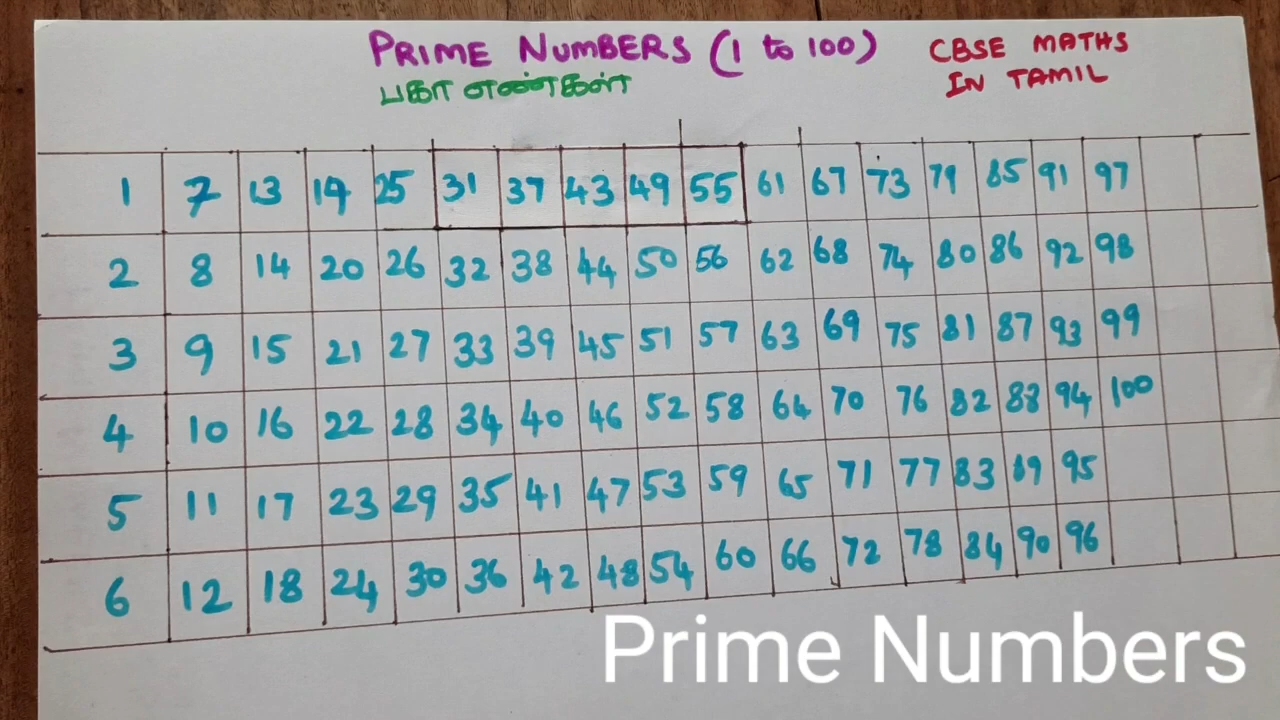 PRIME NUMBERS (1 to 100)
பகா எண்கள்
CBSE MATHS
IN TAMIL
1 7 13 19 25 31 37 43 49 55 61 67 73 79 85 91 97
2 8 14 20 26 32 38 44 50 56 62 68 74 80 86 92 98
3 9 15 21 27 33 39 45 51 57 63 69 75 81 87 93 99
4 10 16 22 28 34 40 46 52 58 64 70 76 82 88 94 100
5 11 17 23 29 35 41 47 53 59 65 71 77 83 89 95
6 12 18 24 30 36 42 48 54 60 66 72 78 84 90 96
Prime Numbers